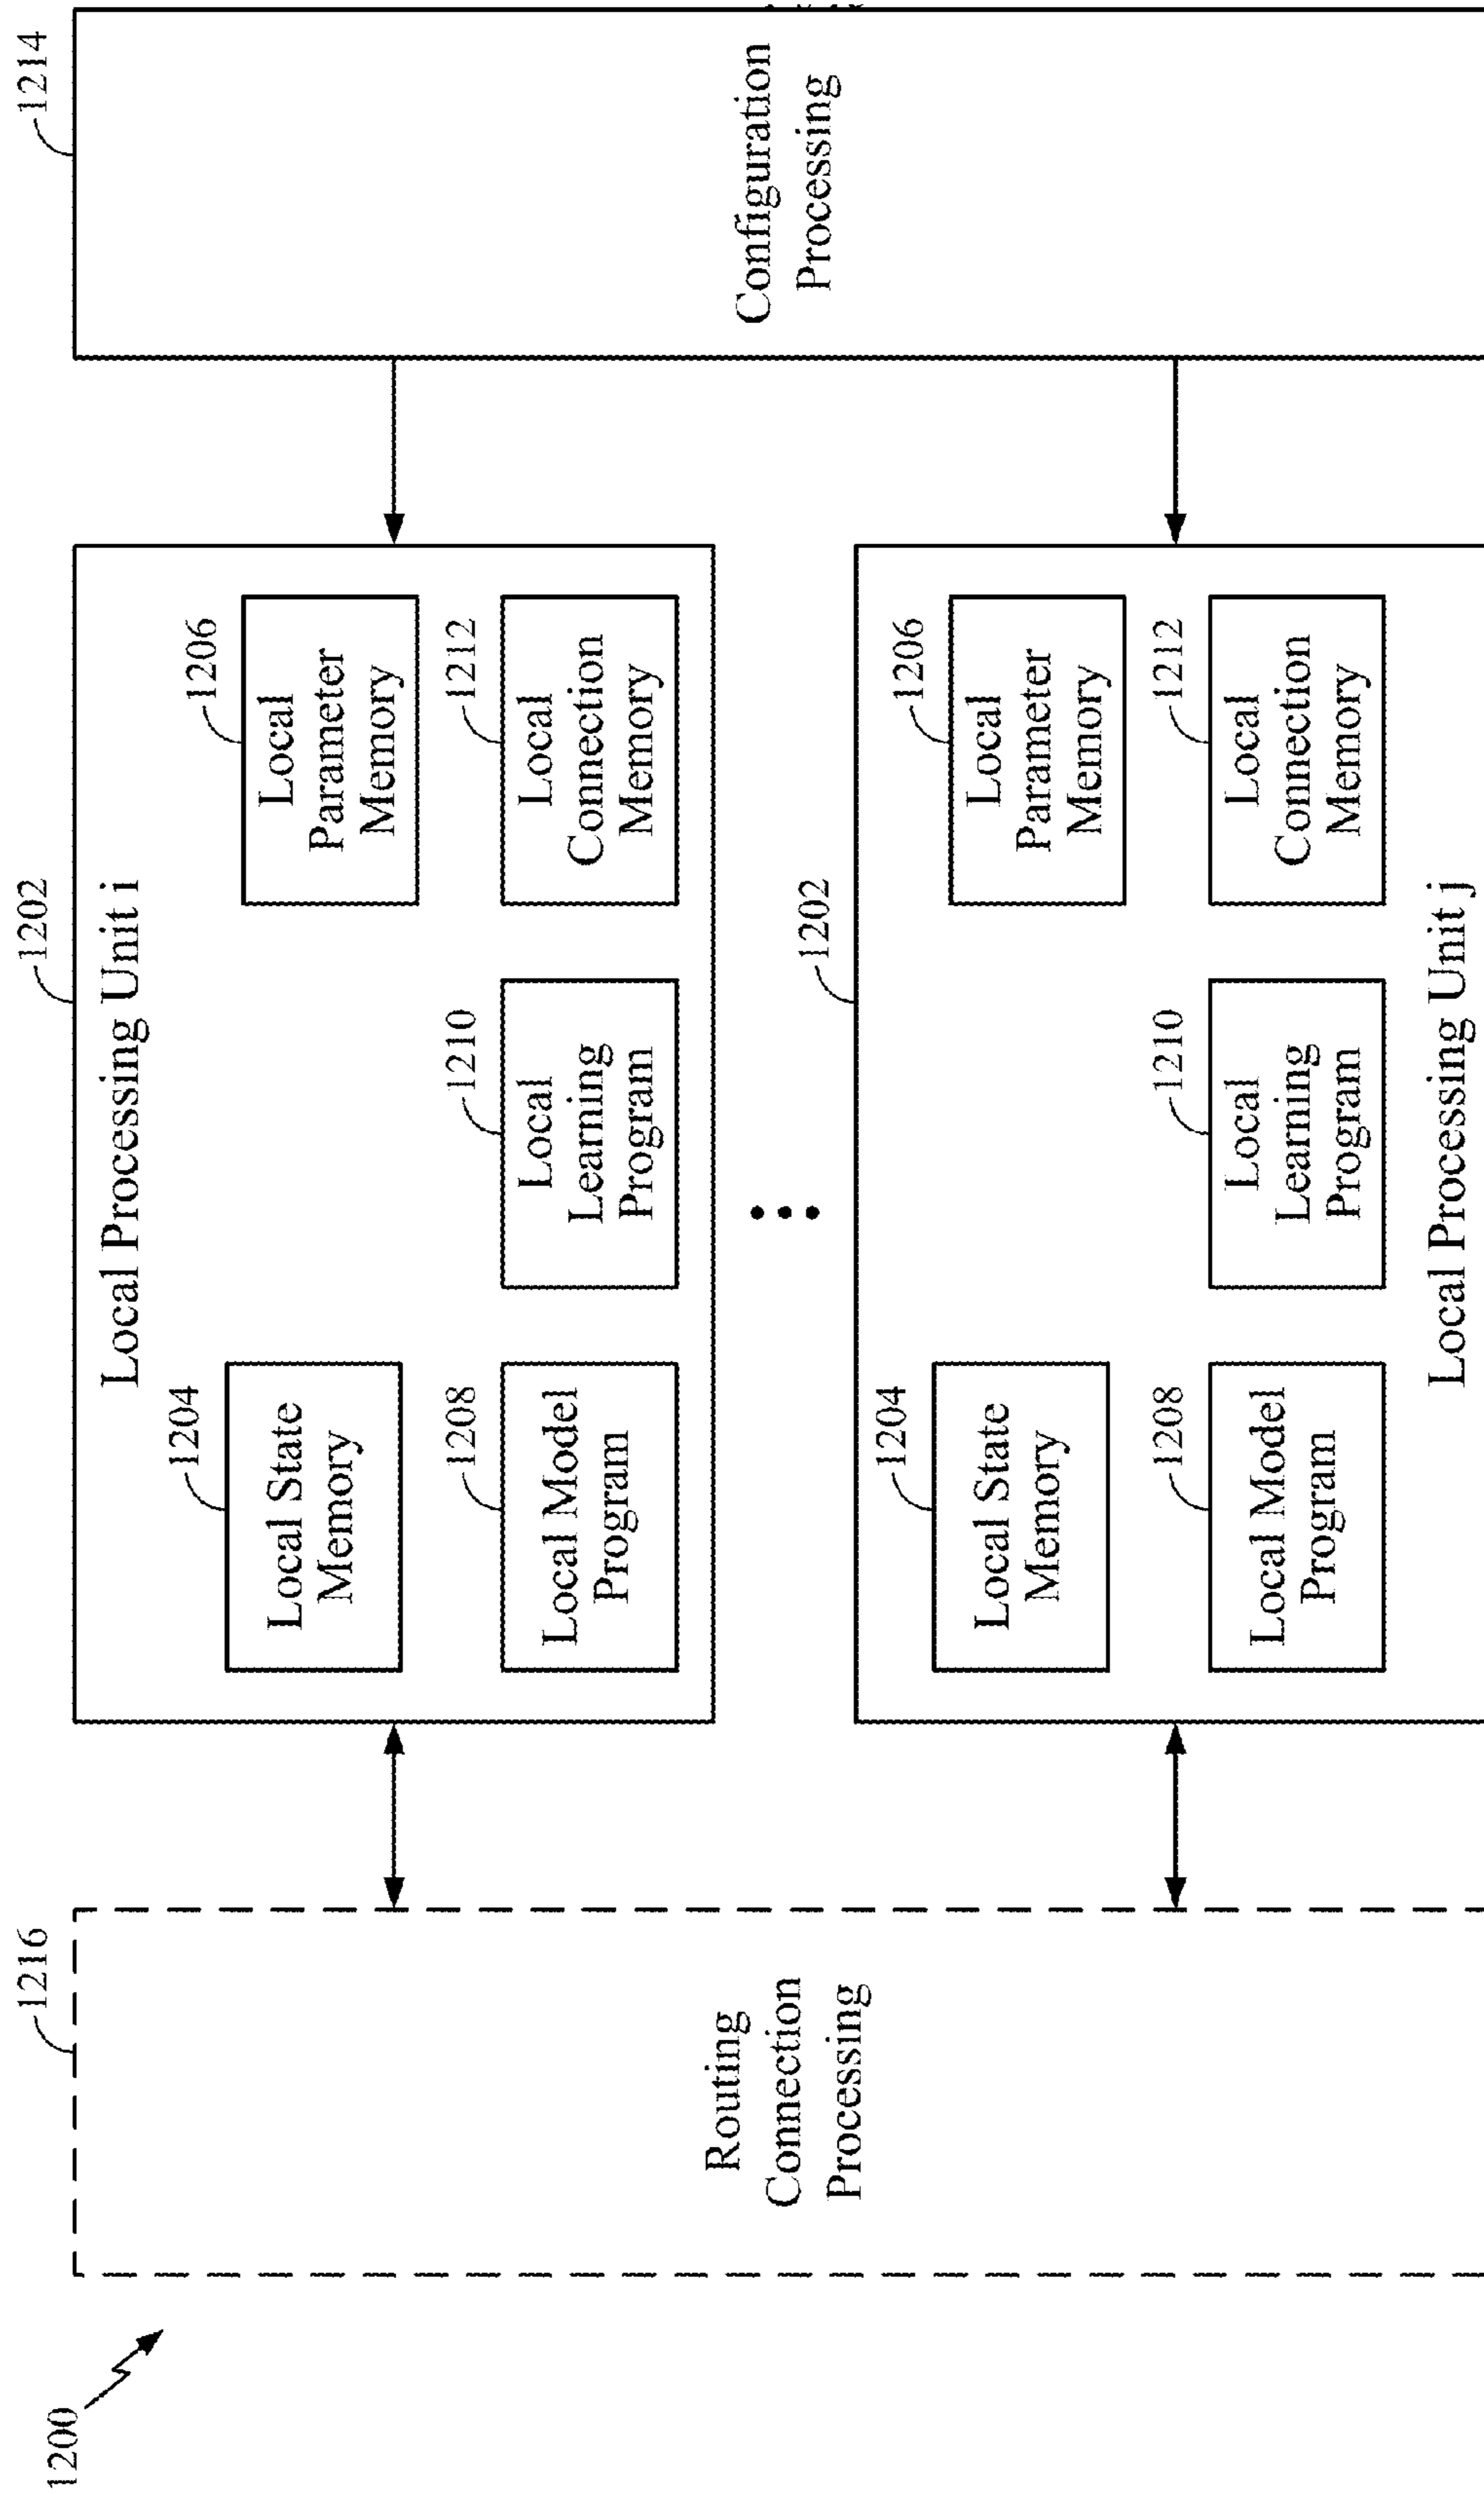 1200
1216
Routing
Connection
Processing
1202
Local Processing Unit i
1204
Local State
Memory
1206
Local
Parameter
Memory
1208
Local Model
Program
1210
Local
Learning
Program
1212
Local
Connection
Memory
1202
1204
Local State
Memory
1206
Local
Parameter
Memory
1208
Local Model
Program
1210
Local
Learning
Program
1212
Local
Connection
Memory
Local Processing Unit j
1214
Configuration
Processing